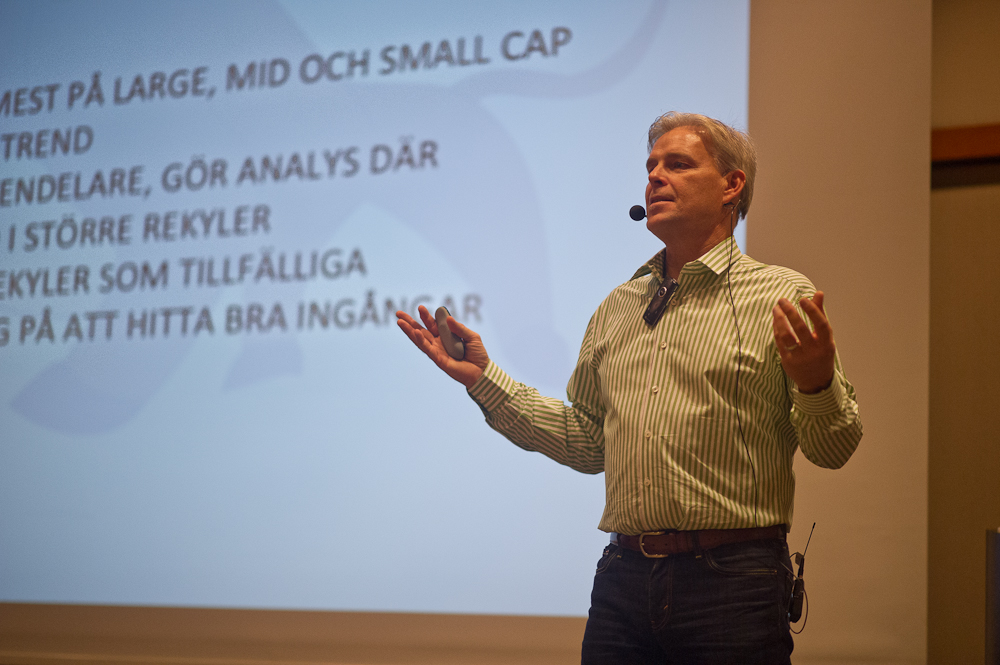 MEST PÅ LARGE, MID OCH SMALL CAP
TREND
ENDELARE, GÖR ANALYS DÄR
I STÖRRE REKYLER
EKYLER SOM TILLFÄLLIGA
G PÅ ATT HITTA BRA INGÅNGAR